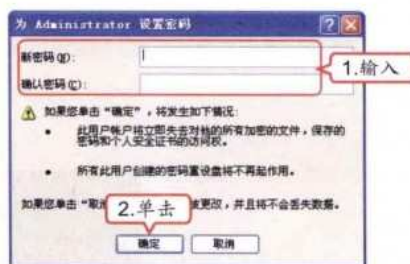 为 Administrator 设置密码
新密码(N):
1.输入
确认密码(C):
如果您单击“确定”，将发生如下情况:
• 此用户帐户将立即失去对他的所有加密的文件，保存的
密码和个人安全证书的访问权。
• 所有此用户创建的密码重设盘将不再起作用。
如果您单击“取 被更改，并且将不会丢失数据。
2.单击
确定 取消